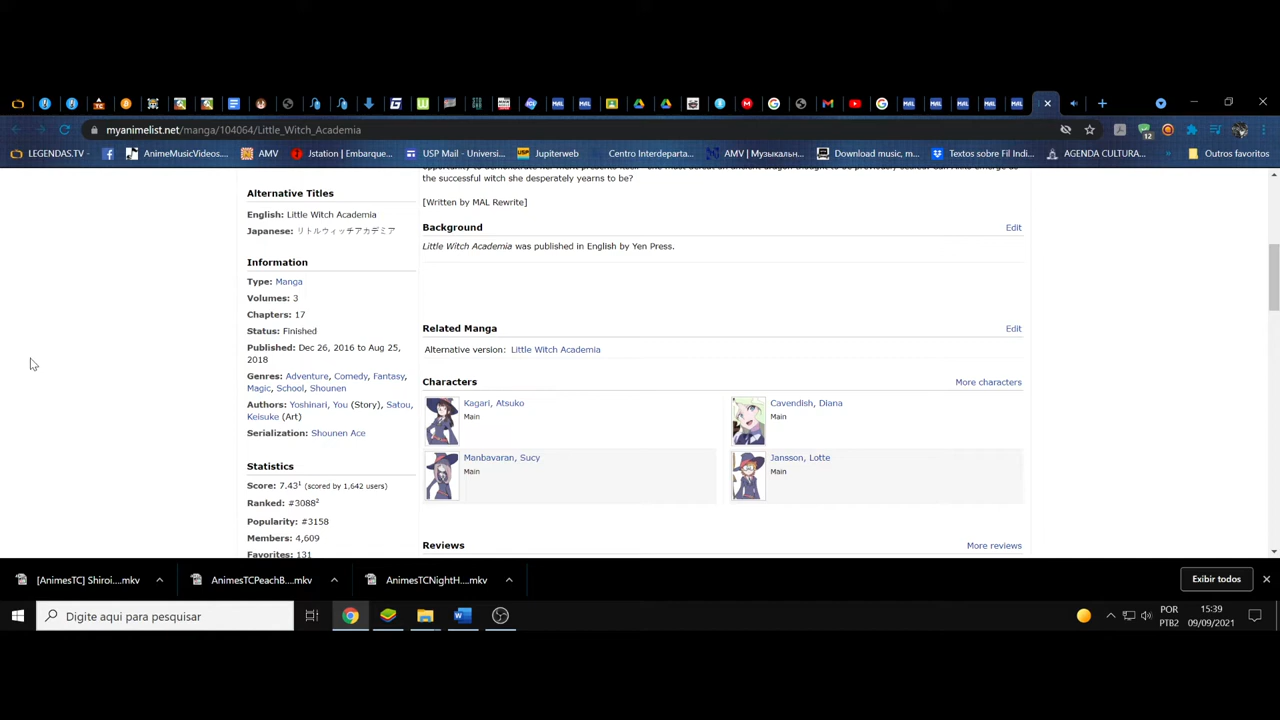 myanimelist.net/manga/104064/Little_Witch_Academia
12
LEGENDAS.TV -
AnimeMusicVideos....
AMV
Jstation | Embarque...
USP Mail - Universi...
Jupiterweb
Centro Interdeparta...
AMV | Музыкальн...
Download music, m...
Textos sobre Fil Indi...
AGENDA CULTURA...
»
Outros favoritos
the successful witch she desperately yearns to be?
[Written by MAL Rewrite]
Alternative Titles
English: Little Witch Academia
Japanese: リトルウィッチアカデミア
Information
Type: Manga
Volumes: 3
Chapters: 17
Status: Finished
Published: Dec 26, 2016 to Aug 25,
2018
Genres: Adventure, Comedy, Fantasy,
Magic, School, Shounen
Authors: Yoshinari, You (Story), Satou,
Keisuke (Art)
Serialization: Shounen Ace
Statistics
Score: 7.43¹ (scored by 1,642 users)
Ranked: #3088²
Popularity: #3158
Members: 4,609
Favorites: 131
Background
Edit
Little Witch Academia was published in English by Yen Press.
Related Manga
Edit
Alternative version: Little Witch Academia
Characters
More characters
Kagari, Atsuko
Main
Cavendish, Diana
Main
Manbavaran, Sucy
Main
Jansson, Lotte
Main
Reviews
More reviews
[AnimesTC] Shiroi....mkv
AnimesTCPeachB....mkv
AnimesTCNightH....mkv
Exibir todos
Digite aqui para pesquisar
POR
PTB2
15:39
09/09/2021